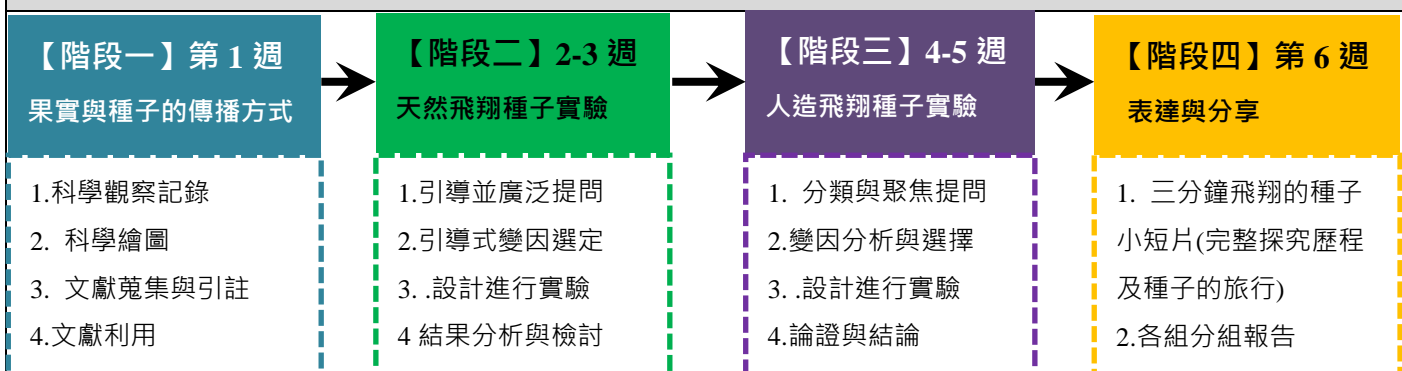 【階段一】第 1 週
果實與種子的傳播方式
1.科學觀察記錄
2. 科學繪圖
3. 文獻蒐集與引註
4.文獻利用
【階段二】2-3 週
天然飛翔種子實驗
1.引導並廣泛提問
2.引導式變因選定
3. .設計進行實驗
4 結果分析與檢討
【階段三】4-5 週
人造飛翔種子實驗
1. 分類與聚焦提問
2.變因分析與選擇
3. .設計進行實驗
4.論證與結論
【階段四】第 6 週
表達與分享
1. 三分鐘飛翔的種子
小短片(完整探究歷程
及種子的旅行)
2.各組分組報告